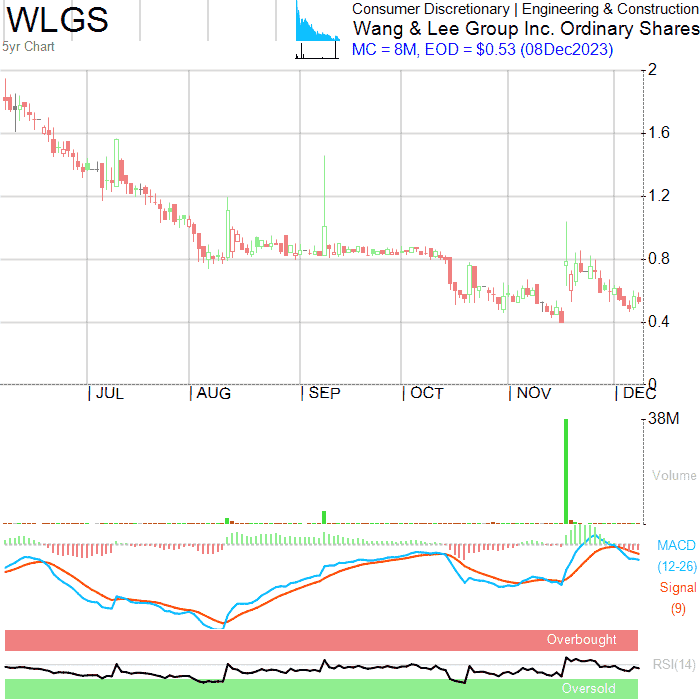 WLGS
5yr Chart
Consumer Discretionary | Engineering & Construction
Wang & Lee Group Inc. Ordinary Shares
MC = 8M, EOD = $0.53 (08Dec2023)
2
1.6
1.2
0.8
0.4
0
| JUL | AUG | SEP | OCT | NOV | DEC
38M
Volume
MACD
(12-26)
Signal
(9)
Overbought
RSI(14)
Oversold